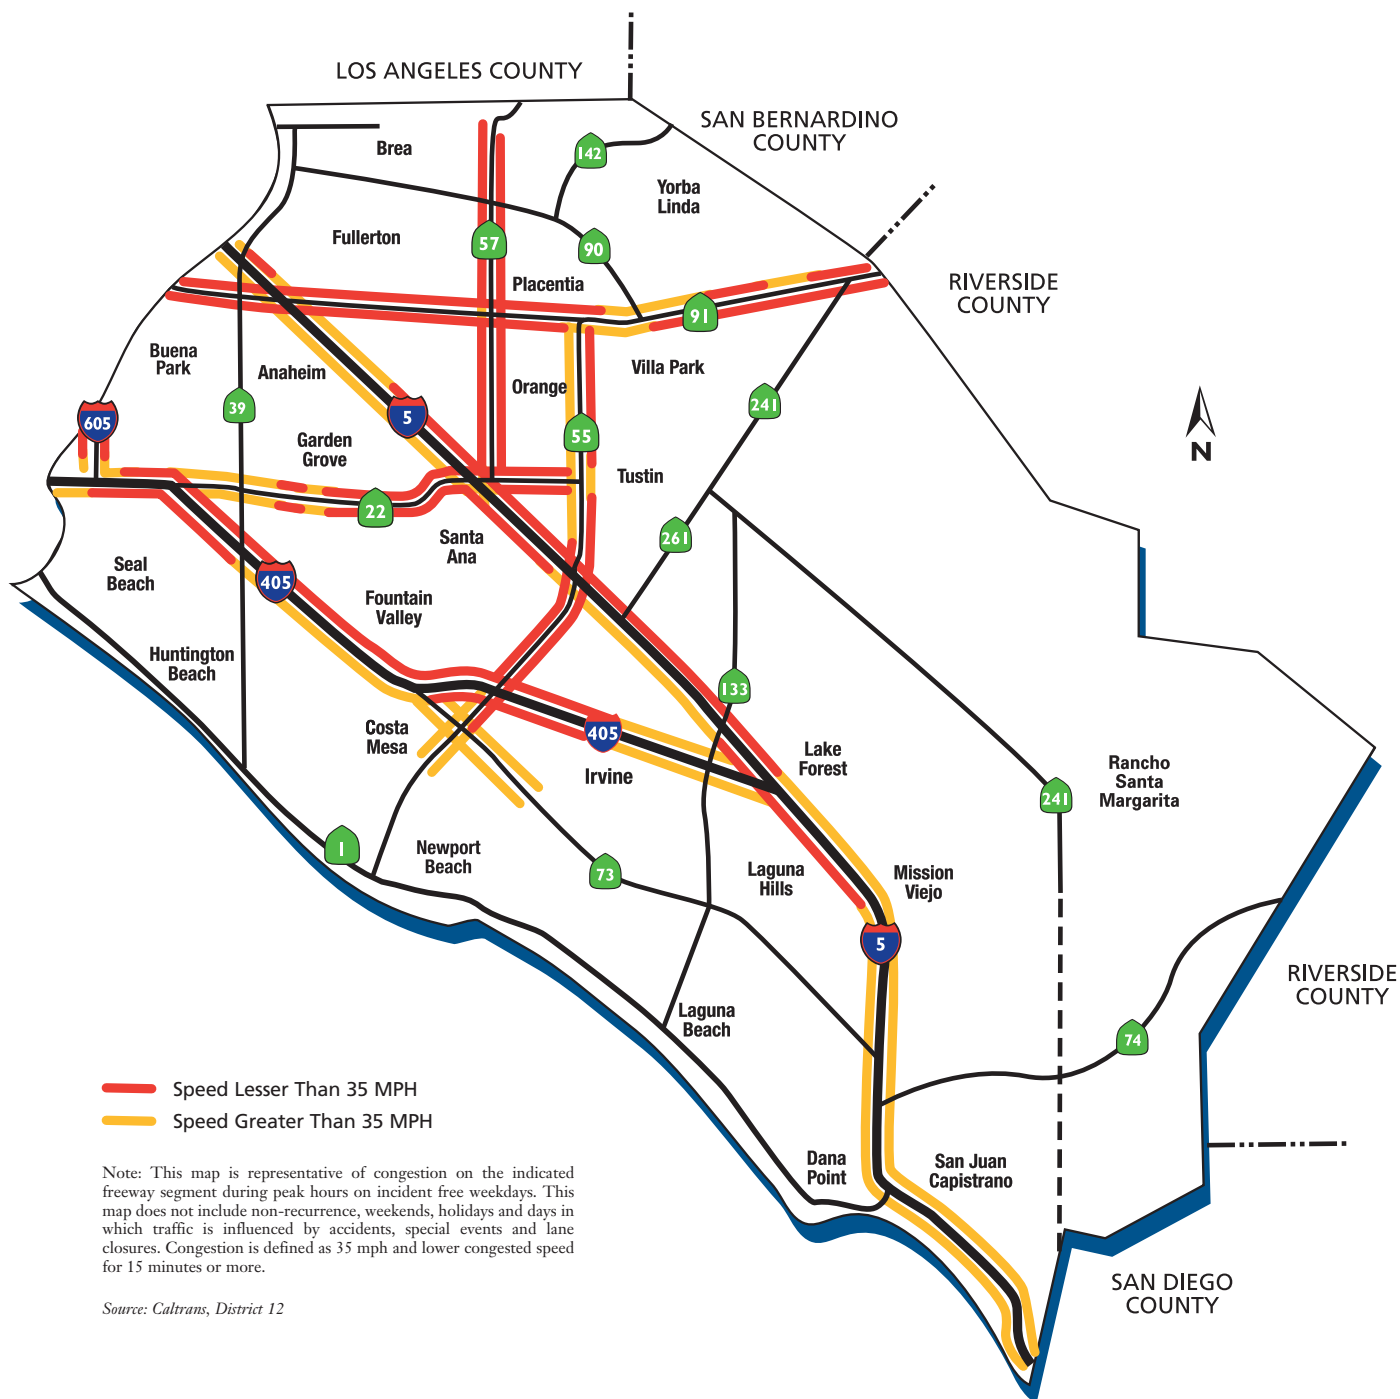 LOS ANGELES COUNTY
SAN BERNARDINO
COUNTY
Brea
142
Yorba
Linda
Fullerton
57
90
Placentia
RIVERSIDE
COUNTY
91
Buena
Park
Anaheim
Villa Park
Orange
39
5
241
605
55
Garden
Grove
N
Tustin
22
Santa
Ana
261
Seal
Beach
405
Fountain
Valley
Huntington
Beach
133
Costa
Mesa
405
Irvine
Lake
Forest
Rancho
Santa
Margarita
241
1
Newport
Beach
73
Laguna
Hills
Mission
Viejo
5
RIVERSIDE
COUNTY
Laguna
Beach
74
Speed Lesser Than 35 MPH
Speed Greater Than 35 MPH
Dana
Point
San Juan
Capistrano
Note: This map is representative of congestion on the indicated
freeway segment during peak hours on incident free weekdays. This
map does not include non-recurrence, weekends, holidays and days in
which traffic is influenced by accidents, special events and lane
closures. Congestion is defined as 35 mph and lower congested speed
for 15 minutes or more.
SAN DIEGO
COUNTY
Source: Caltrans, District 12